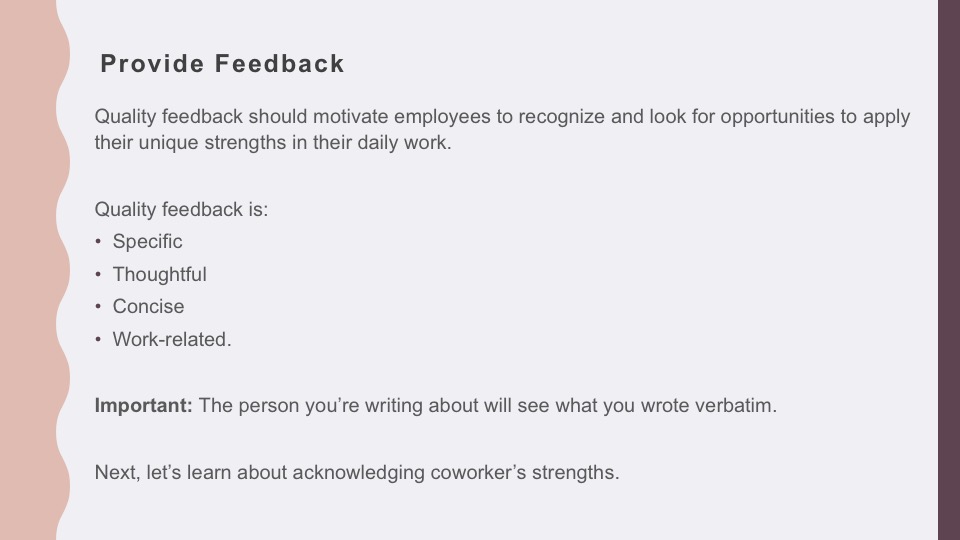 Provide Feedback
Quality feedback should motivate employees to recognize and look for opportunities to apply
their unique strengths in their daily work.
Quality feedback is:
• Specific
• Thoughtful
• Concise
• Work-related.
Important: The person you’re writing about will see what you wrote verbatim.
Next, let’s learn about acknowledging coworker’s strengths.